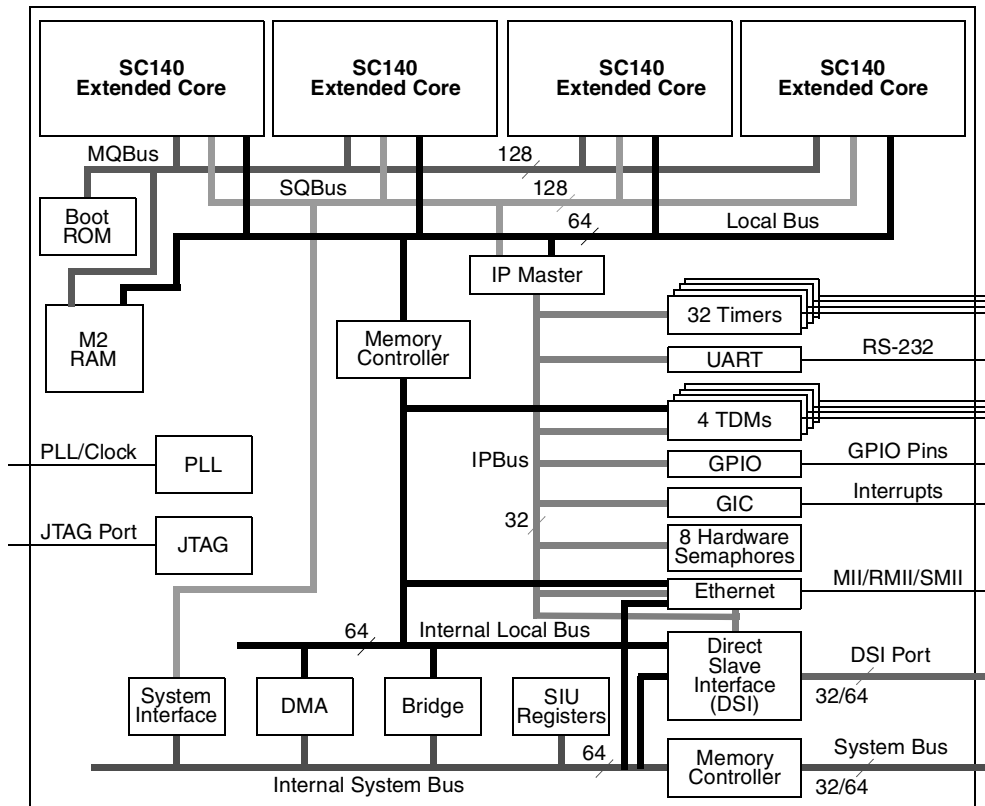 SC140
Extended Core
SC140
Extended Core
SC140
Extended Core
SC140
Extended Core
MQBus
128
SQBus
128
Boot
ROM
64
Local Bus
IP Master
M2
RAM
Memory
Controller
32 Timers
UART
RS-232
4 TDMs
PLL/Clock
PLL
IPBus
GPIO
GPIO Pins
GIC
Interrupts
32
JTAG Port
JTAG
8 Hardware
Semaphores
Ethernet
MII/RMII/SMII
64
Internal Local Bus
Direct
Slave
Interface
(DSI)
DSI Port
32/64
System
Interface
DMA
Bridge
SIU
Registers
64
Internal System Bus
Memory
Controller
System Bus
32/64